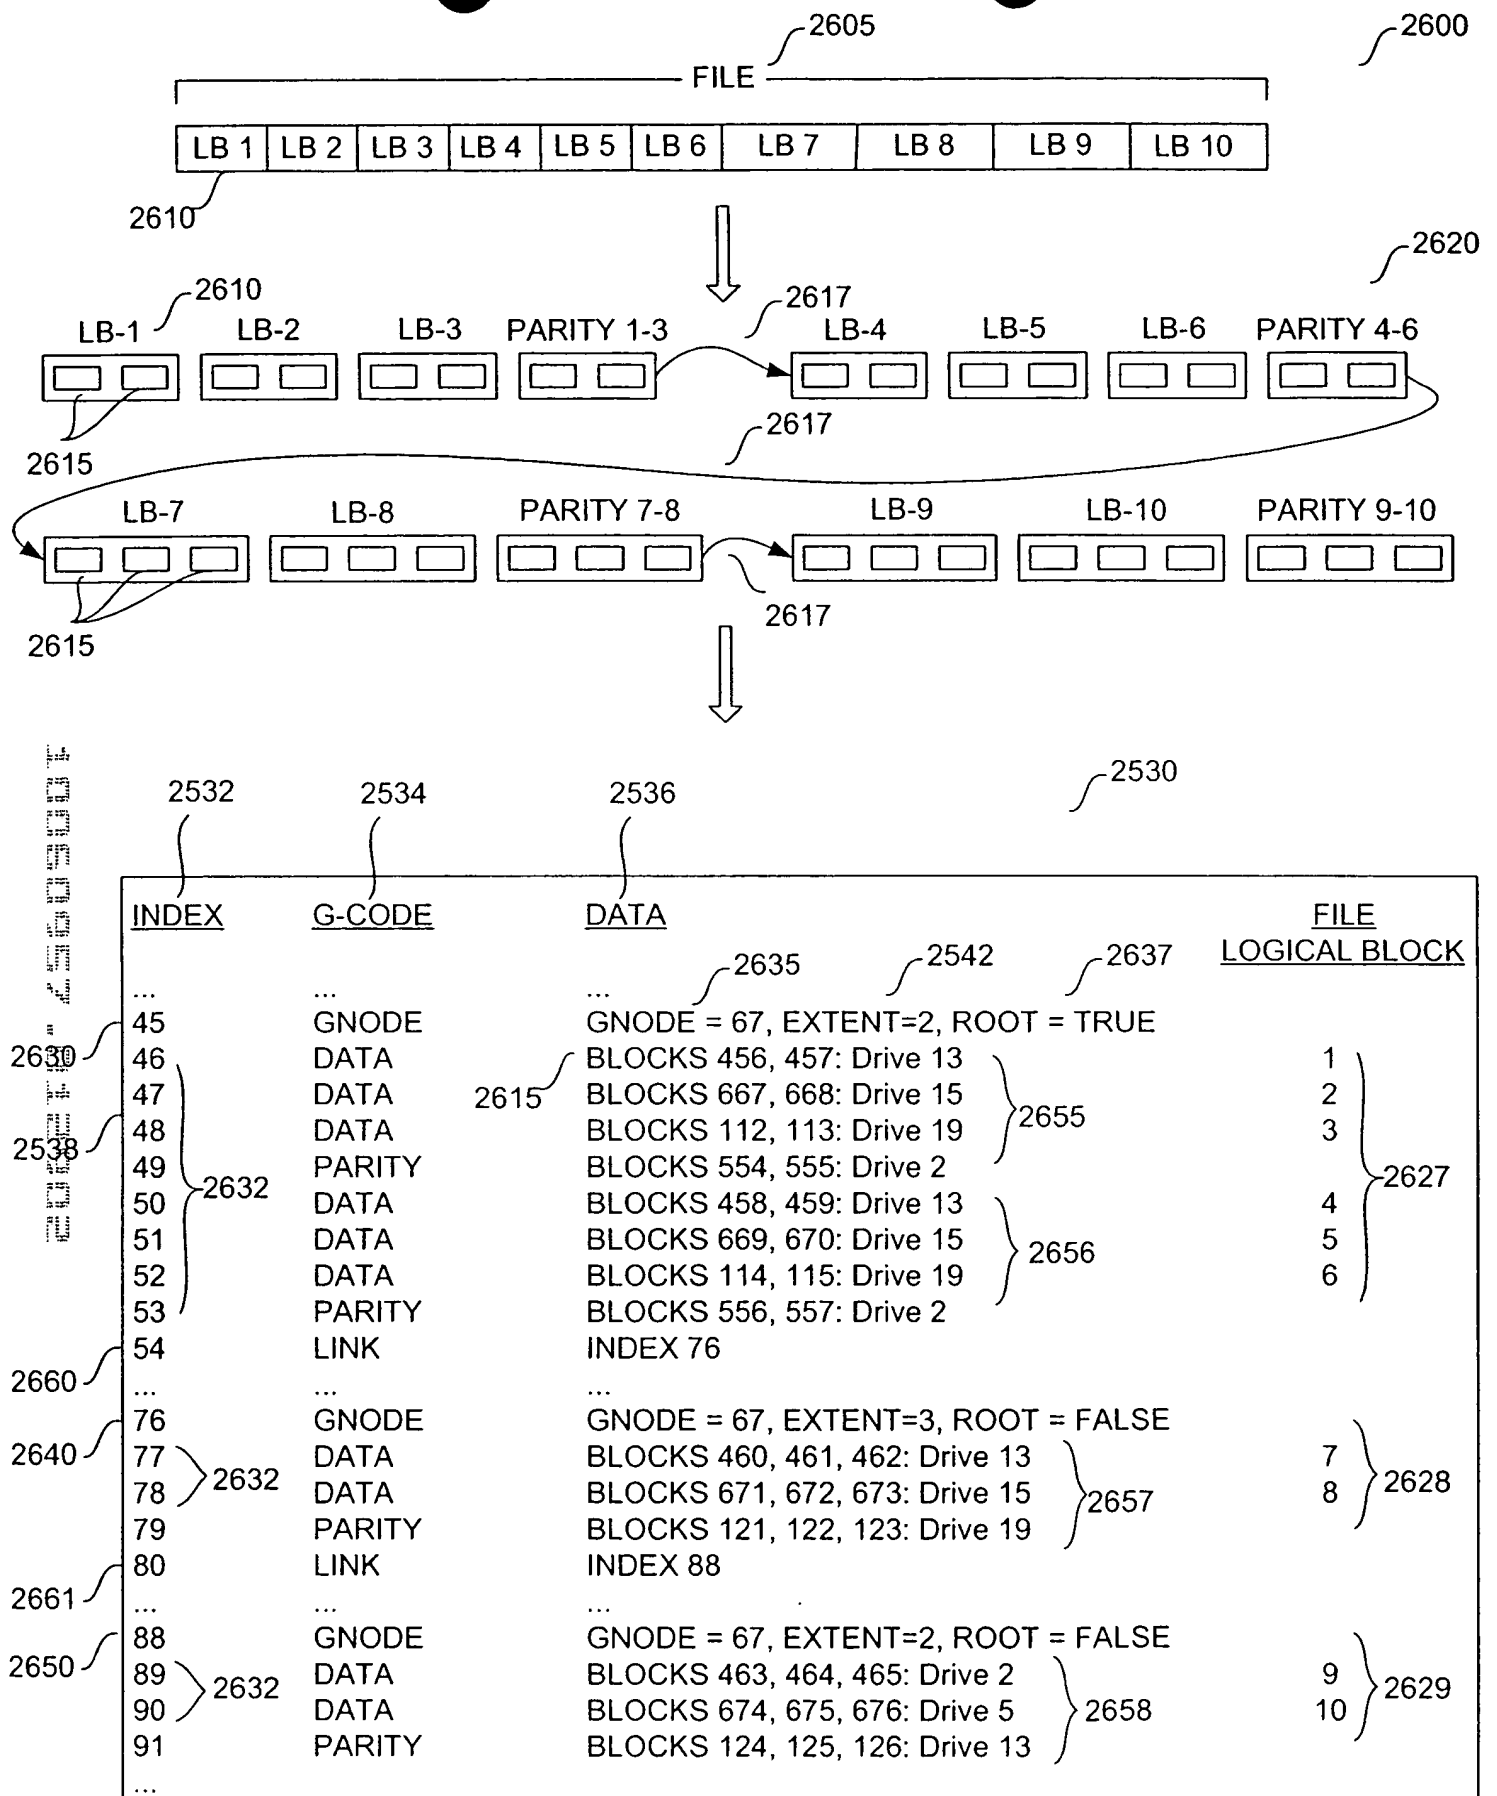 2605
2600
FILE
LB 1 LB 2 LB 3 LB 4 LB 5 LB 6 LB 7 LB 8 LB 9 LB 10
2610
2620
2610
2617
LB-1 LB-2 LB-3 PARITY 1-3 LB-4 LB-5 LB-6 PARITY 4-6
2617
2615
LB-7 LB-8 PARITY 7-8 LB-9 LB-10 PARITY 9-10
2617
2615
2530
2532 2534 2536
INDEX G-CODE DATA FILE
LOGICAL BLOCK
2635 2542 2637
... ... ...
45 GNODE GNODE = 67, EXTENT=2, ROOT = TRUE
2630 46 DATA BLOCKS 456, 457: Drive 13 1
47 DATA 2615 BLOCKS 667, 668: Drive 15 2
48 DATA BLOCKS 112, 113: Drive 19 2655 3
2538 49 PARITY BLOCKS 554, 555: Drive 2
2632 2627
50 DATA BLOCKS 458, 459: Drive 13 4
51 DATA BLOCKS 669, 670: Drive 15 2656 5
52 DATA BLOCKS 114, 115: Drive 19 6
53 PARITY BLOCKS 556, 557: Drive 2
54 LINK INDEX 76
2660
... ... ...
76 GNODE GNODE = 67, EXTENT=3, ROOT = FALSE
2640 77 DATA BLOCKS 460, 461, 462: Drive 13 7
2632 2628
78 DATA BLOCKS 671, 672, 673: Drive 15 2657 8
79 PARITY BLOCKS 121, 122, 123: Drive 19
80 LINK INDEX 88
2661
... ... ...
88 GNODE GNODE = 67, EXTENT=2, ROOT = FALSE
2650 89 DATA BLOCKS 463, 464, 465: Drive 2 9
2632 2629
90 DATA BLOCKS 674, 675, 676: Drive 5 2658 10
91 PARITY BLOCKS 124, 125, 126: Drive 13
...